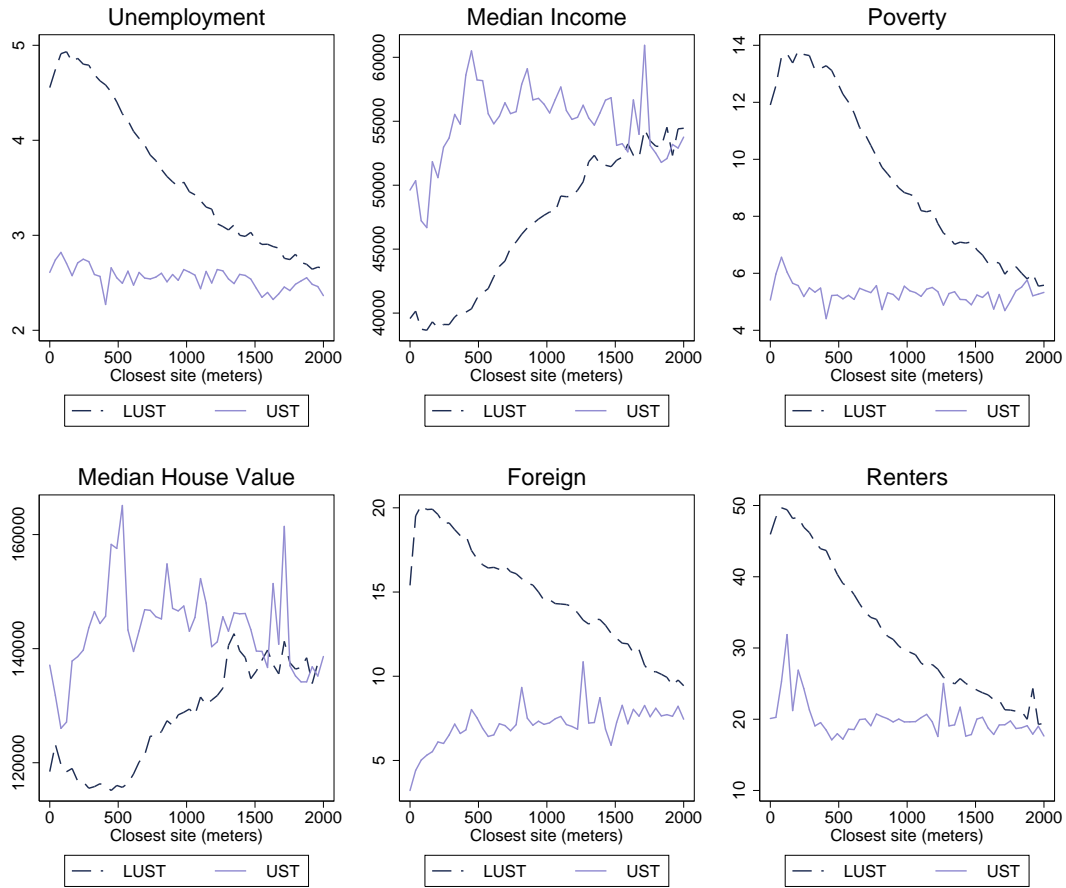 Unemployment
5
4
3
2
0 500 1000 1500 2000
Closest site (meters)
LUST UST
Median Income
60000
55000
50000
45000
40000
0 500 1000 1500 2000
Closest site (meters)
LUST UST
Poverty
14
12
10
8
6
4
0 500 1000 1500 2000
Closest site (meters)
LUST UST
Median House Value
160000
140000
120000
0 500 1000 1500 2000
Closest site (meters)
LUST UST
Foreign
20
15
10
5
0 500 1000 1500 2000
Closest site (meters)
LUST UST
Renters
50
40
30
20
10
0 500 1000 1500 2000
Closest site (meters)
LUST UST